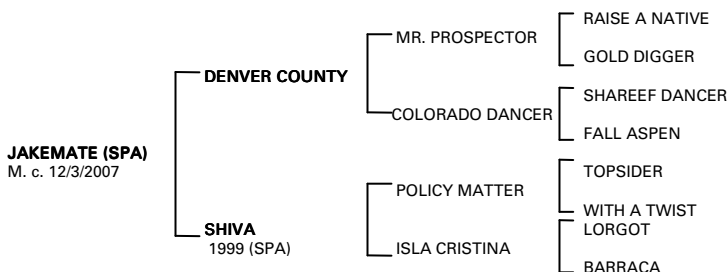 RAISE A NATIVE
MR. PROSPECTOR
GOLD DIGGER
DENVER COUNTY
SHAREEF DANCER
COLORADO DANCER
FALL ASPEN
JAKEMATE (SPA)
M. c. 12/3/2007
TOPSIDER
POLICY MATTER
WITH A TWIST
SHIVA
1999 (SPA)
LORGOT
ISLA CRISTINA
BARRACA